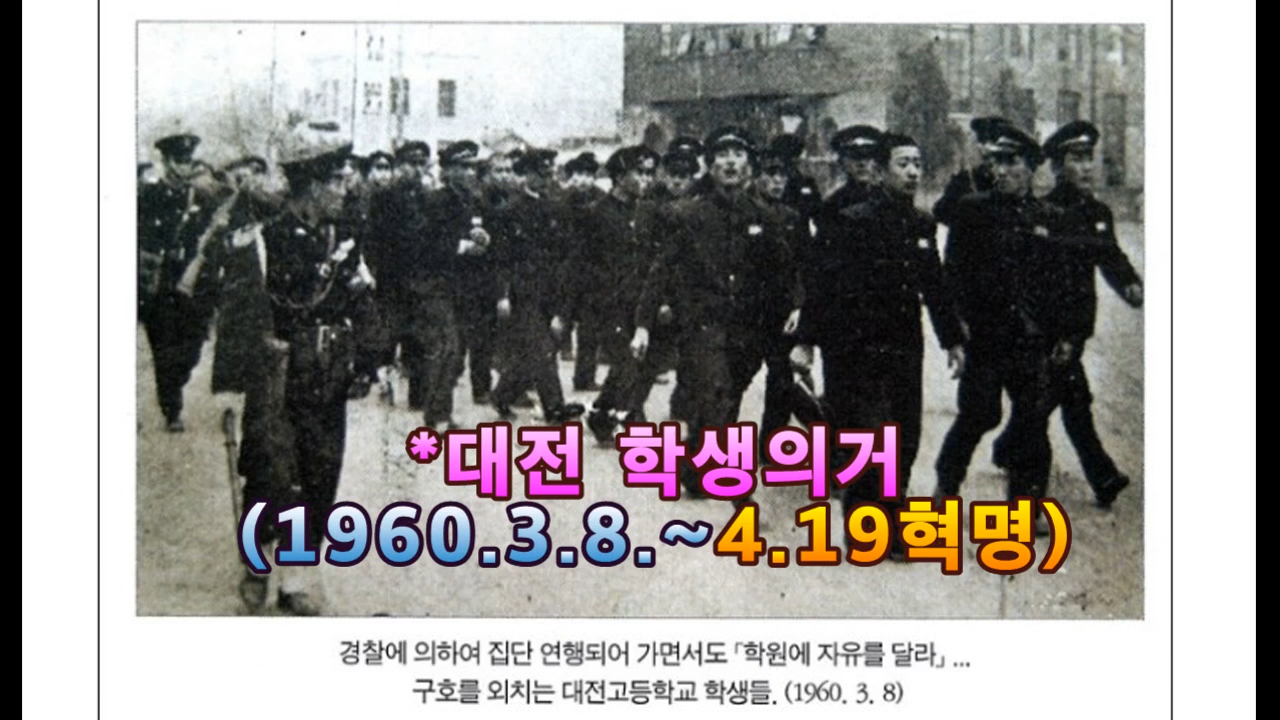 *대전 학생의거
(1960.3.8.~4.19혁명)
경찰에 의하여 집단 연행되어 가면서도 「학원에 자유를 달라」...
구호를 외치는 대전고등학교 학생들. (1960. 3. 8)